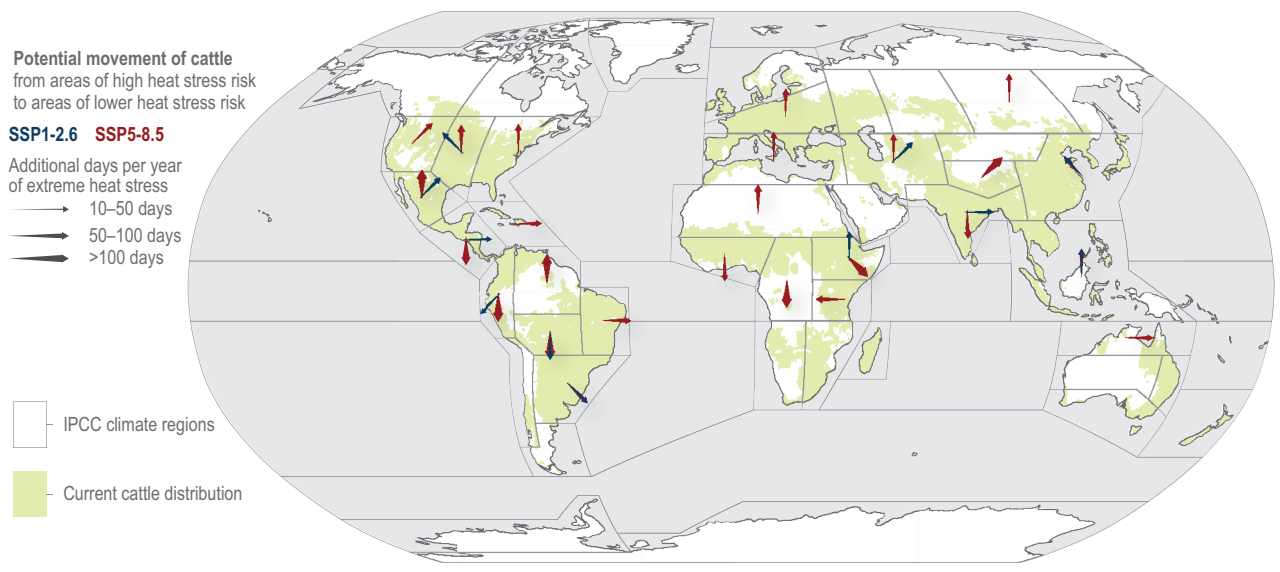 Potential movement of cattle
from areas of high heat stress risk
to areas of lower heat stress risk
SSP1-2.6 SSP5-8.5
Additional days per year
of extreme heat stress
10–50 days
50–100 days
>100 days
IPCC climate regions
Current cattle distribution